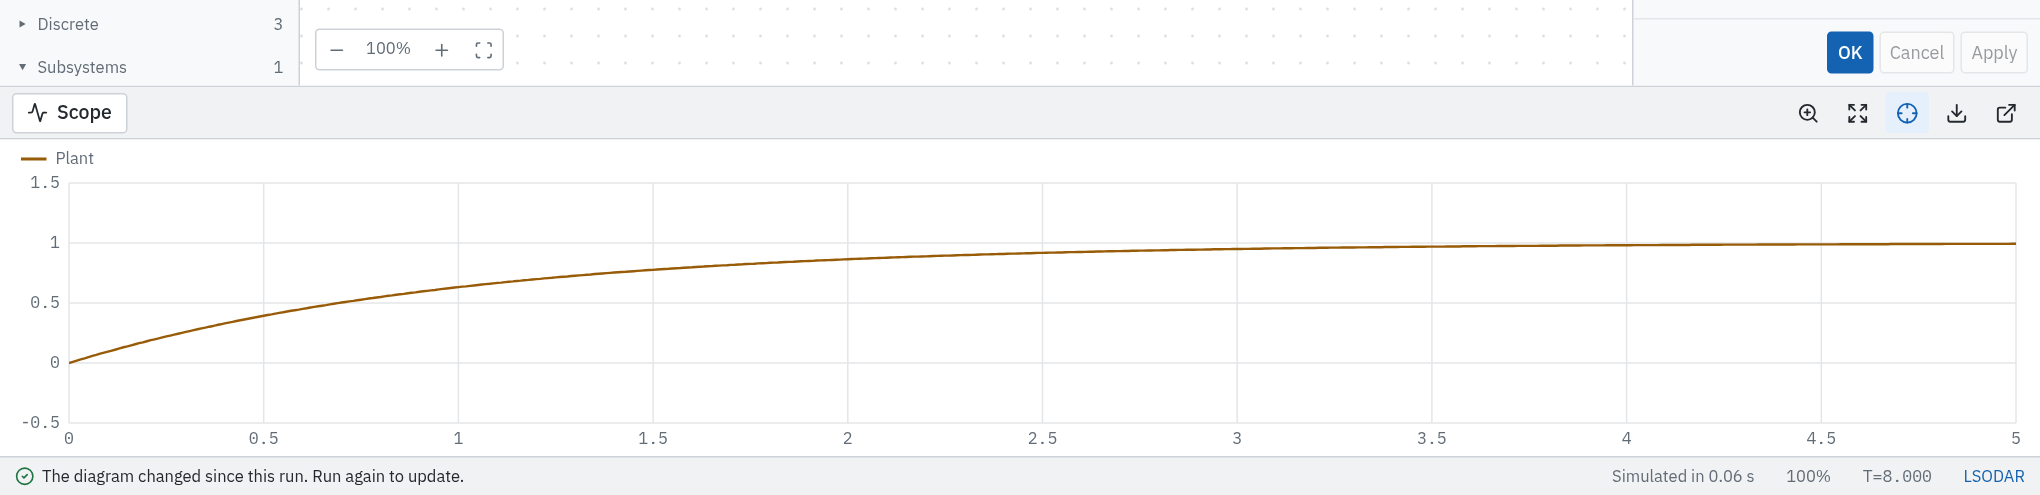 Discrete 3
100%
Subsystems 1
OK Cancel Apply
Scope
Plant
1.5
1
0.5
0
-0.5
0 0.5 1 1.5 2 2.5 3 3.5 4 4.5 5
The diagram changed since this run. Run again to update.
Simulated in 0.06 s 100% T=8.000 LSODAR